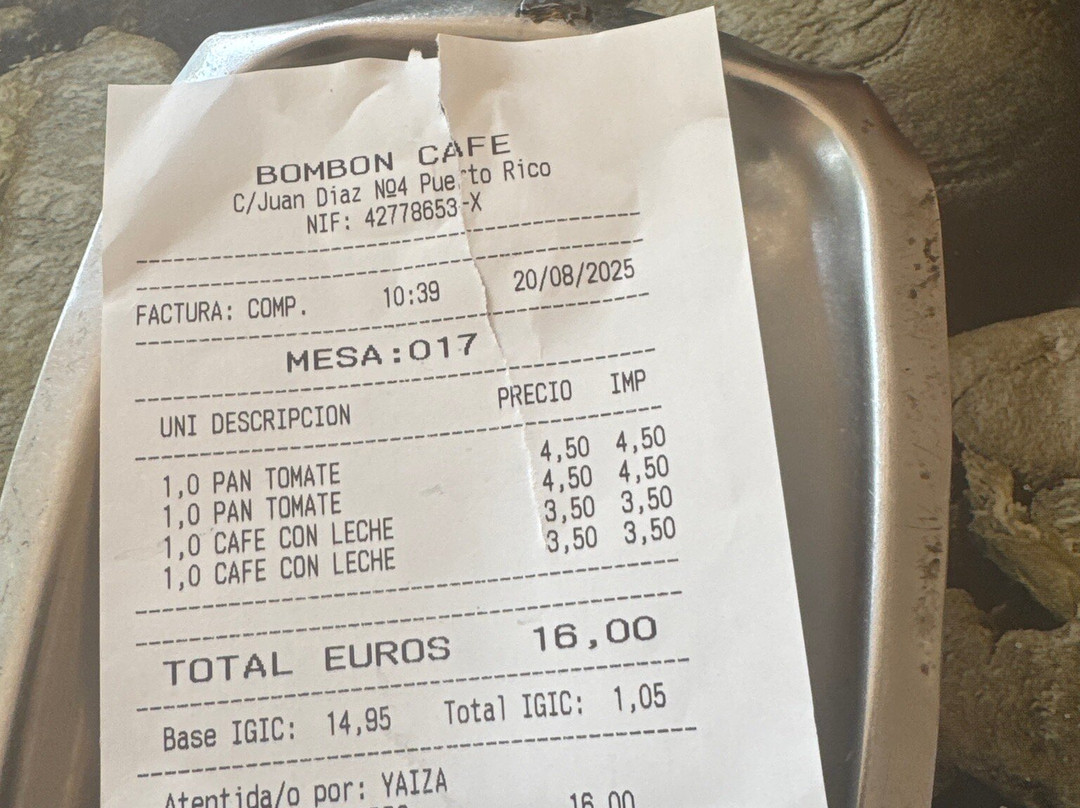 BOMBON CAFE
C/Juan Diaz Nº4 Puerto Rico
NIF: 42778653-X
FACTURA: COMP. 10:39 20/08/2025
MESA:017
UNI DESCRIPCION PRECIO IMP
1,0 PAN TOMATE 4,50 4,50
1,0 PAN TOMATE 4,50 4,50
1,0 CAFE CON LECHE 3,50 3,50
1,0 CAFE CON LECHE 3,50 3,50
TOTAL EUROS 16,00
Base IGIC: 14,95 Total IGIC: 1,05
Atentida/o por: YAIZA
16,00